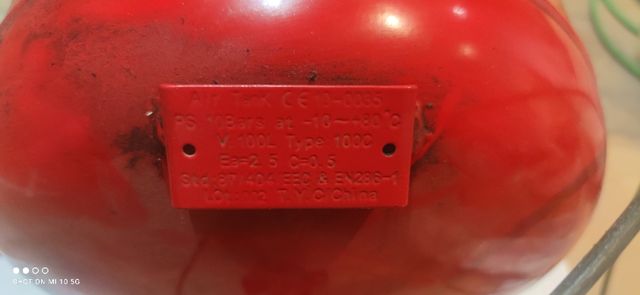 Air Tank CE 13-0035
PS 10Bars at -10~+80°C
V 100L Type 100C
Ea=2.5 C=0.5
Std:87/404 EEC & EN286-1
T.Y.C China
SHOT ON MI 10 5G